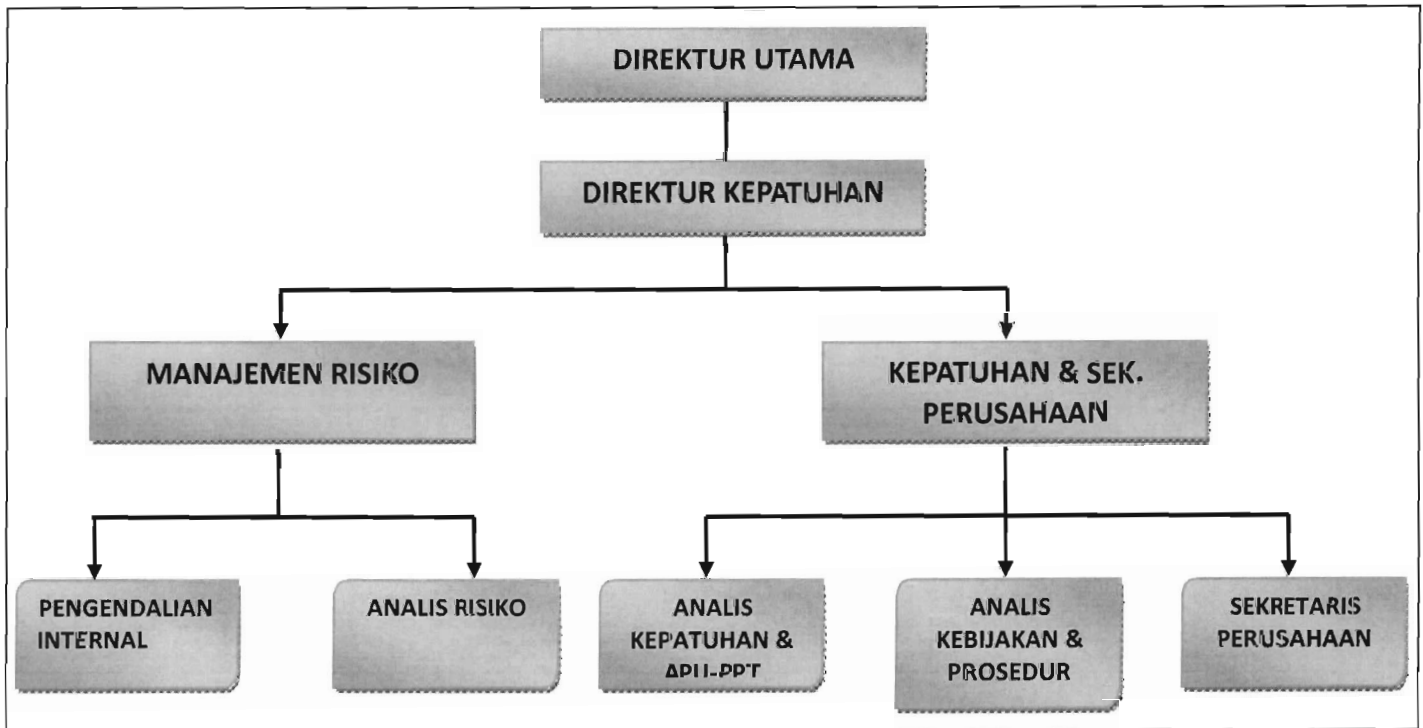 DIREKTUR UTAMA
DIREKTUR KEPATUHAN
MANAJEMEN RISIKO
KEPATUHAN & SEK.
PERUSAHAAN
PENGENDALIAN
INTERNAL
ANALIS RISIKO
ANALIS
KEPATUHAN &
APU-PPT
ANALIS
KEBIJAKAN &
PROSEDUR
SEKRETARIS
PERUSAHAAN